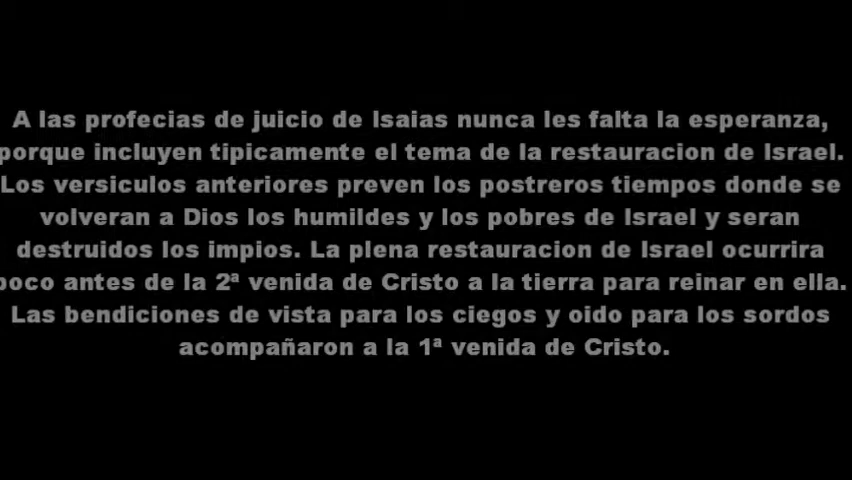 A las profecias de juicio de Isaias nunca les falta la esperanza,
porque incluyen tipicamente el tema de la restauracion de Israel.
Los versiculos anteriores preven los postreros tiempos donde se
volveran a Dios los humildes y los pobres de Israel y seran
destruidos los impios. La plena restauracion de Israel ocurrira
poco antes de la 2ª venida de Cristo a la tierra para reinar en ella.
Las bendiciones de vista para los ciegos y oido para los sordos
acompañaron a la 1ª venida de Cristo.